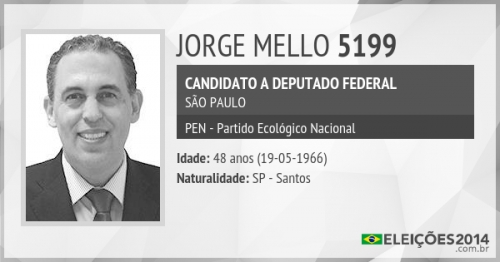 JORGE MELLO 5199
CANDIDATO A DEPUTADO FEDERAL
SÃO PAULO
PEN - Partido Ecológico Nacional
Idade: 48 anos (19-05-1966)
Naturalidade: SP - Santos
ELEIÇÕES2014
.com.br